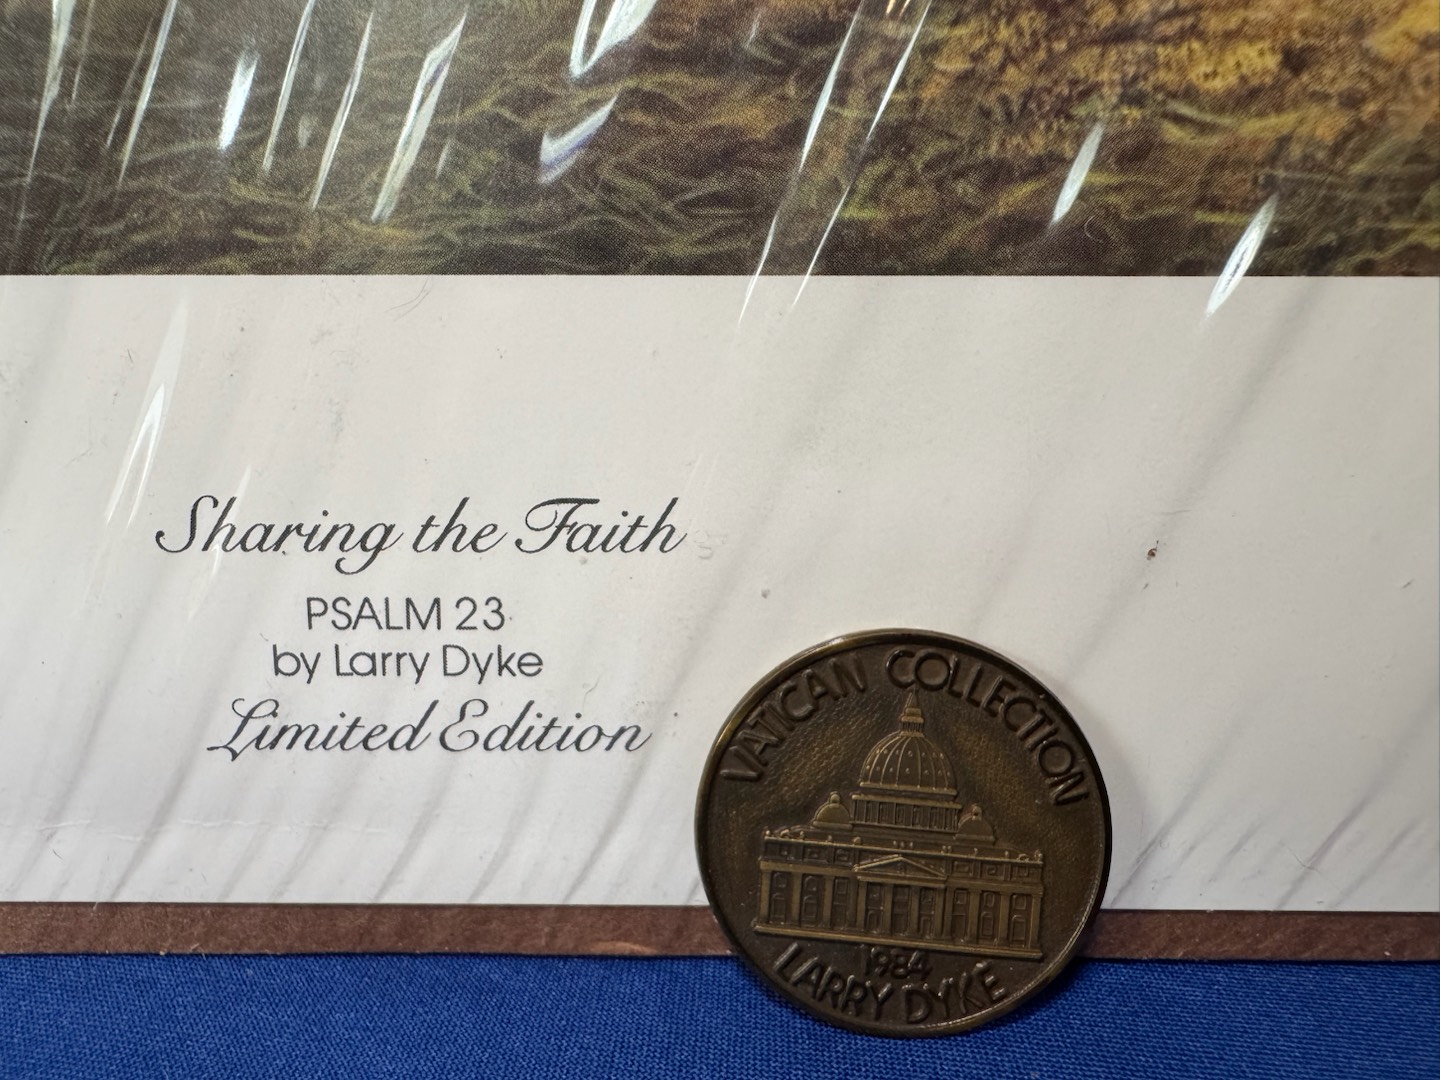 Sharing the Faith
PSALM 23
by Larry Dyke
Limited Edition
VATICAN COLLECTION
1984
LARRY DYKE